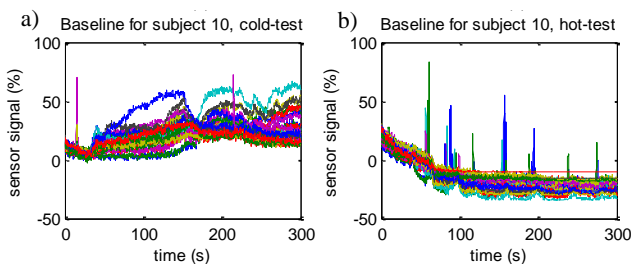 a)
Baseline for subject 10, cold-test
100
50
0
-50
sensor signal (%)
0 100 200 300
time (s)
b)
Baseline for subject 10, hot-test
100
50
0
-50
sensor signal (%)
0 100 200 300
time (s)